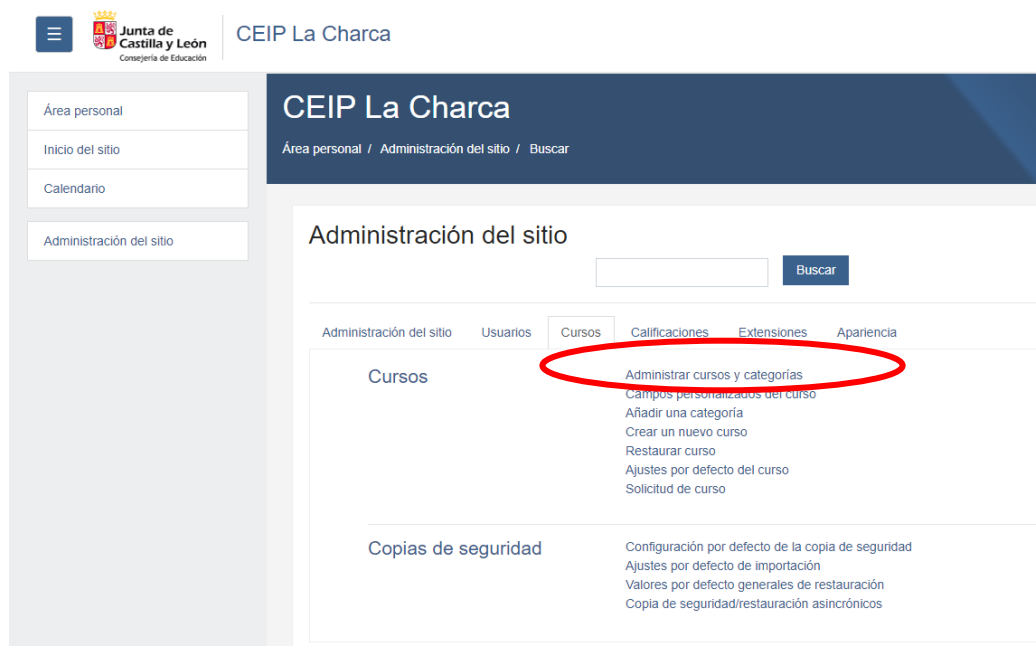 Junta de
Castilla y León
Consejería de Educación
CEIP La Charca
Área personal
Inicio del sitio
Calendario
Administración del sitio
CEIP La Charca
Área personal / Administración del sitio / Buscar
Administración del sitio
Buscar
Administración del sitio Usuarios Cursos Calificaciones Extensiones Apariencia
Cursos
Administrar cursos y categorías
Campos personalizados del curso
Añadir una categoría
Crear un nuevo curso
Restaurar curso
Ajustes por defecto del curso
Solicitud de curso
Copias de seguridad
Configuración por defecto de la copia de seguridad
Ajustes por defecto de importación
Valores por defecto generales de restauración
Copia de seguridad/restauración asincrónicos